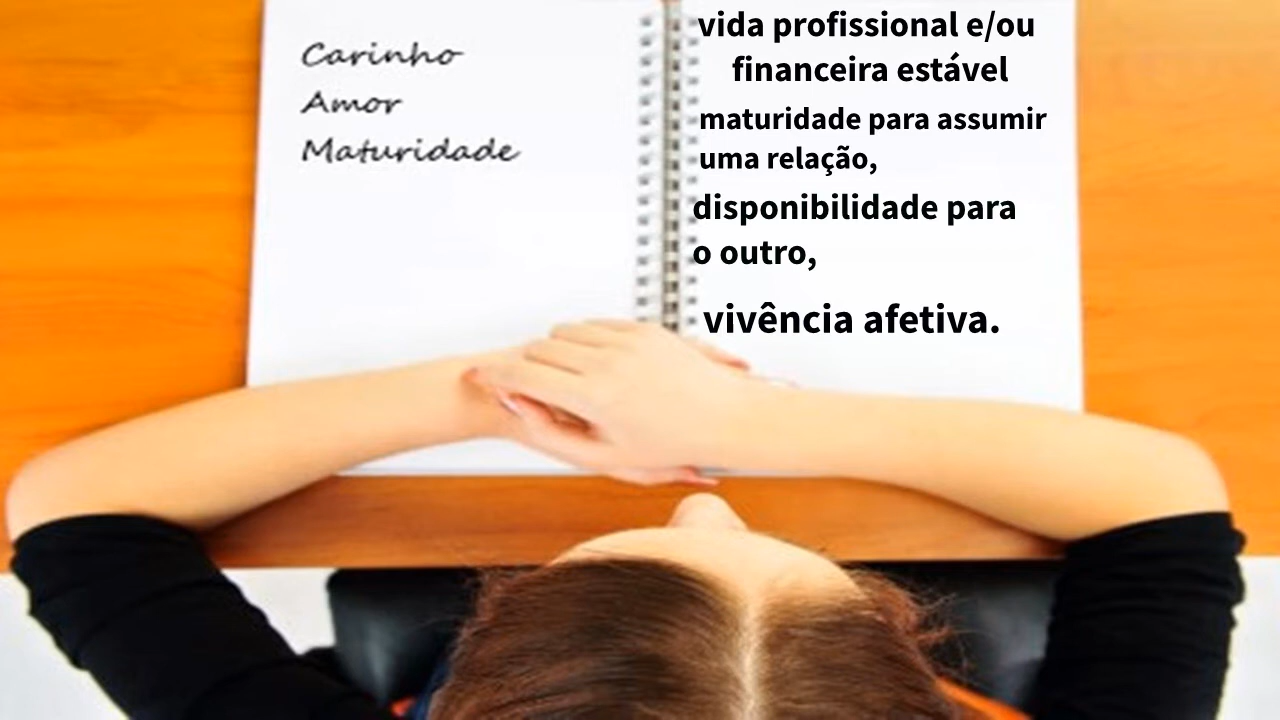 Carinho
Amor
Maturidade
vida profissional e/ou
financeira estável
maturidade para assumir
uma relação,
disponibilidade para
o outro,
vivência afetiva.